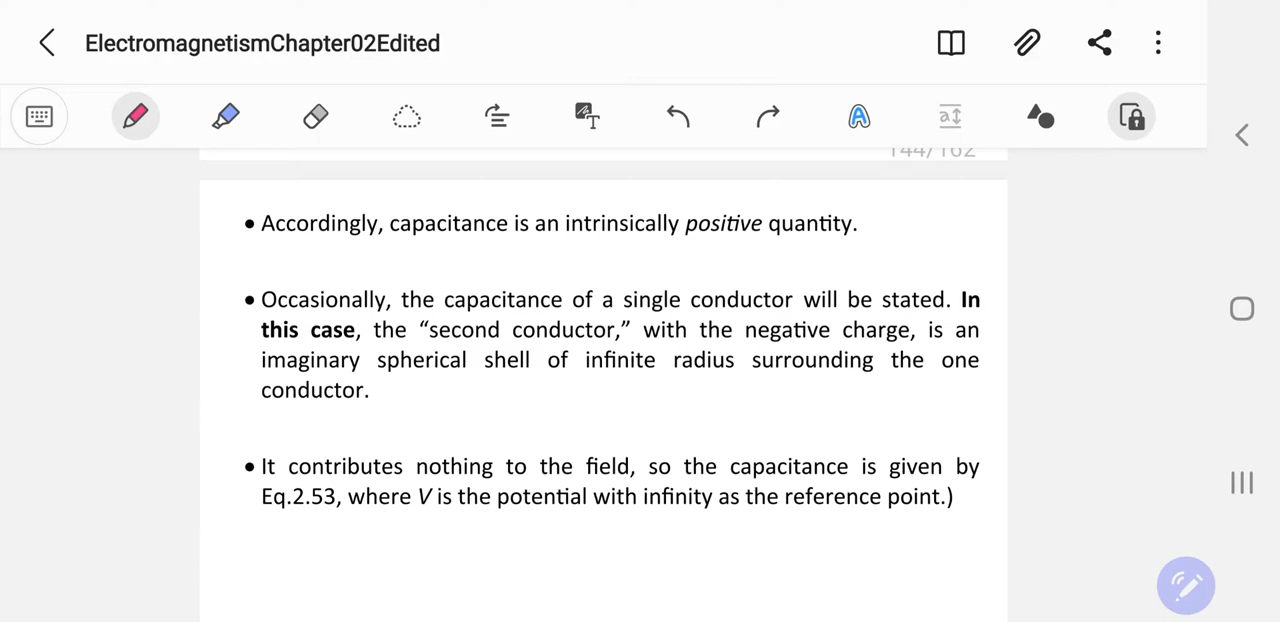 ElectromagnetismChapter02Edited
144/162
• Accordingly, capacitance is an intrinsically positive quantity.
• Occasionally, the capacitance of a single conductor will be stated. In
this case, the “second conductor,” with the negative charge, is an
imaginary spherical shell of infinite radius surrounding the one
conductor.
• It contributes nothing to the field, so the capacitance is given by
Eq.2.53, where V is the potential with infinity as the reference point.)